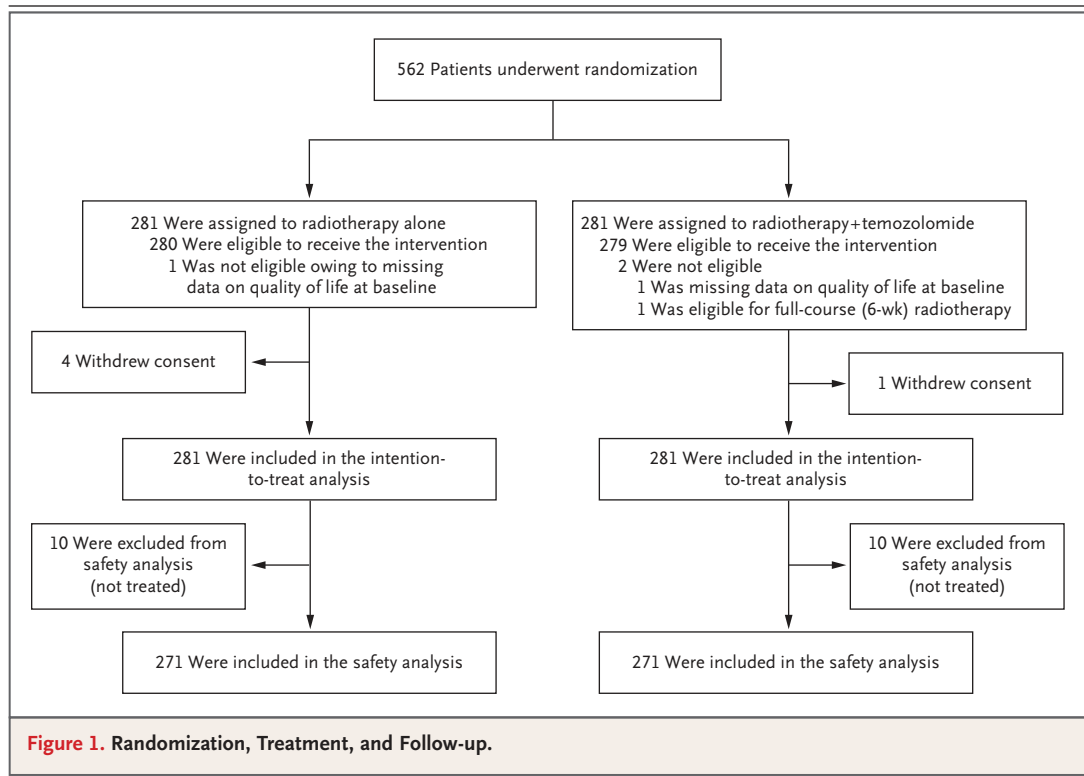 562 Patients underwent randomization
281 Were assigned to radiotherapy alone
280 Were eligible to receive the intervention
1 Was not eligible owing to missing
data on quality of life at baseline
281 Were assigned to radiotherapy+temozolomide
279 Were eligible to receive the intervention
2 Were not eligible
1 Was missing data on quality of life at baseline
1 Was eligible for full-course (6-wk) radiotherapy
4 Withdrew consent
1 Withdrew consent
281 Were included in the intention-
to-treat analysis
281 Were included in the intention-
to-treat analysis
10 Were excluded from
safety analysis
(not treated)
10 Were excluded from
safety analysis
(not treated)
271 Were included in the safety analysis
271 Were included in the safety analysis
Figure 1. Randomization, Treatment, and Follow-up.